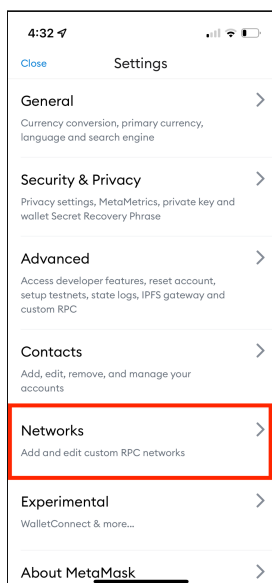 4:32
Close Settings
General
Currency conversion, primary currency,
language and search engine
Security & Privacy
Privacy settings, MetaMetrics, private key and
wallet Secret Recovery Phrase
Advanced
Access developer features, reset account,
setup testnets, state logs, IPFS gateway and
custom RPC
Contacts
Add, edit, remove, and manage your
accounts
Networks
Add and edit custom RPC networks
Experimental
WalletConnect & more...
About MetaMask